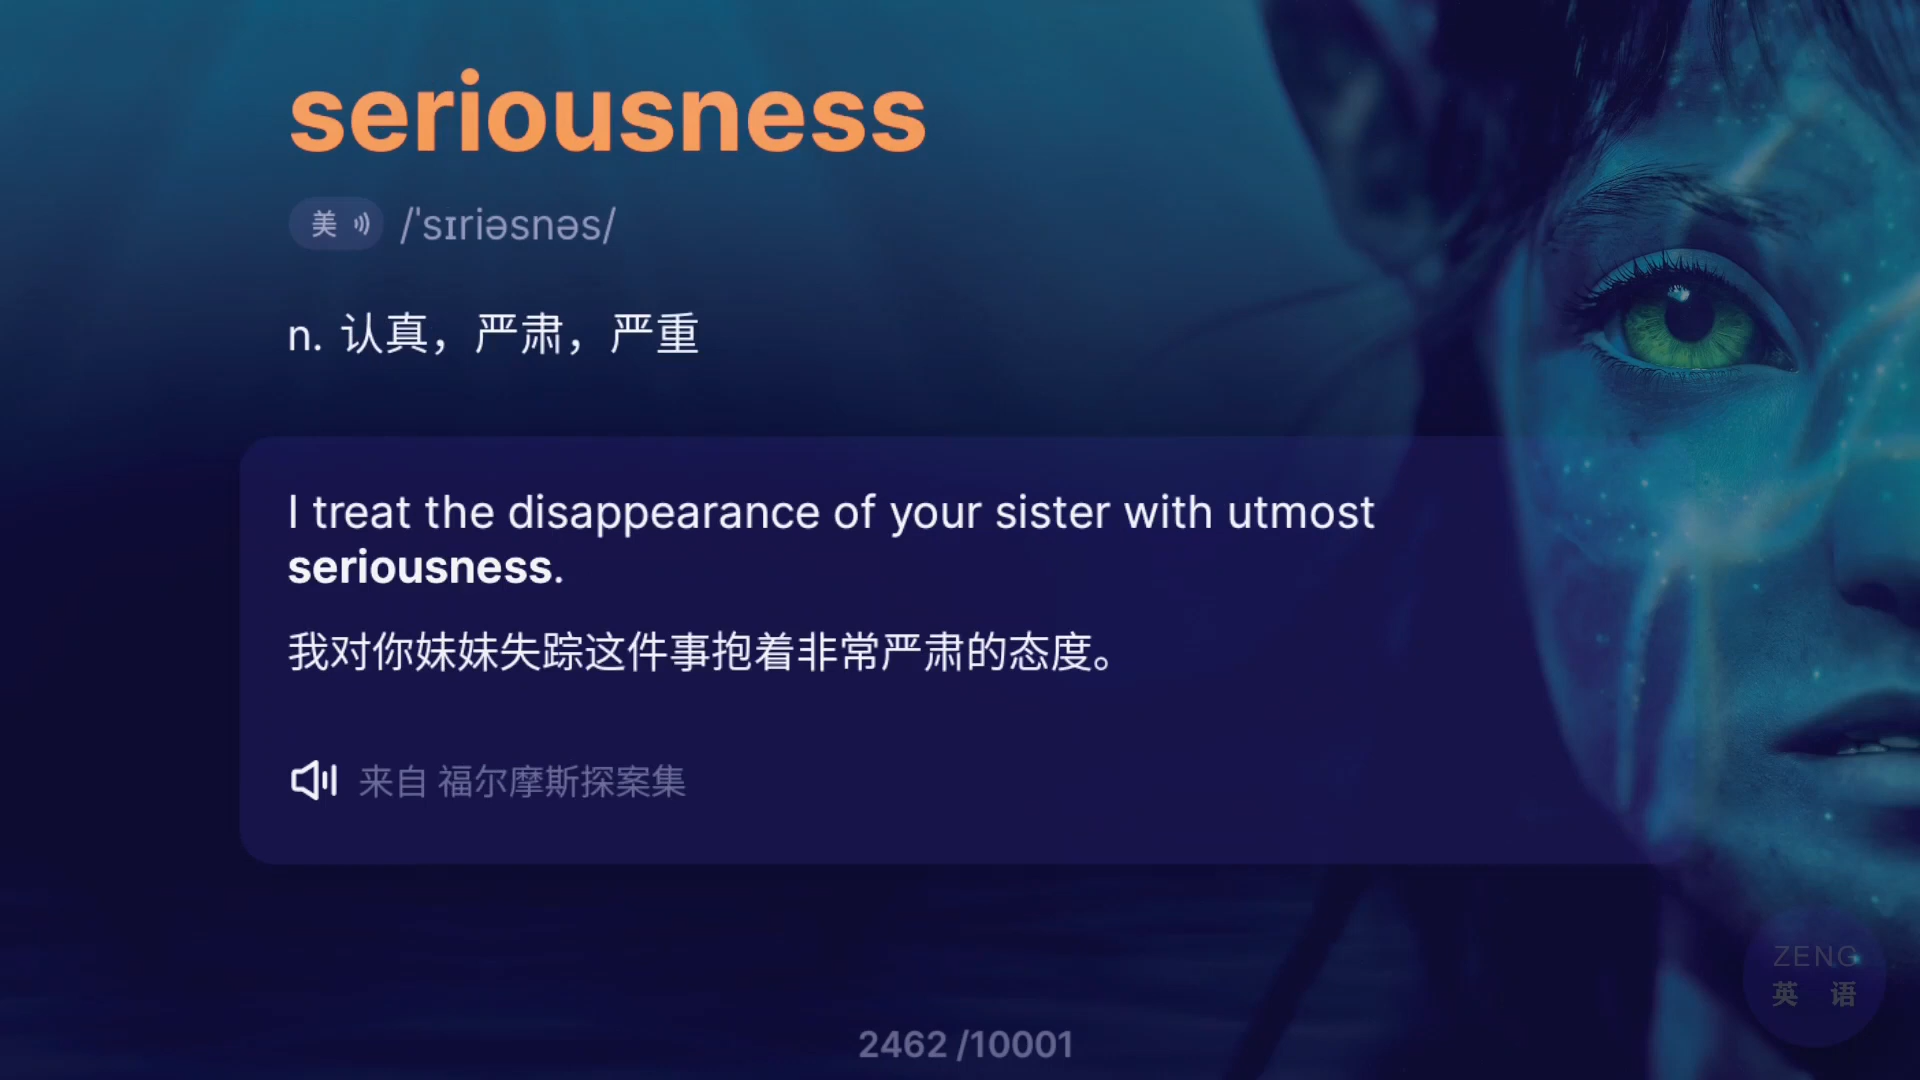 seriousness
美 /ˈsɪriəsnəs/
n. 认真，严肃，严重
I treat the disappearance of your sister with utmost
seriousness.
我对你妹妹失踪这件事抱着非常严肃的态度。
来自 福尔摩斯探案集
ZENG
英 语
2462 /10001